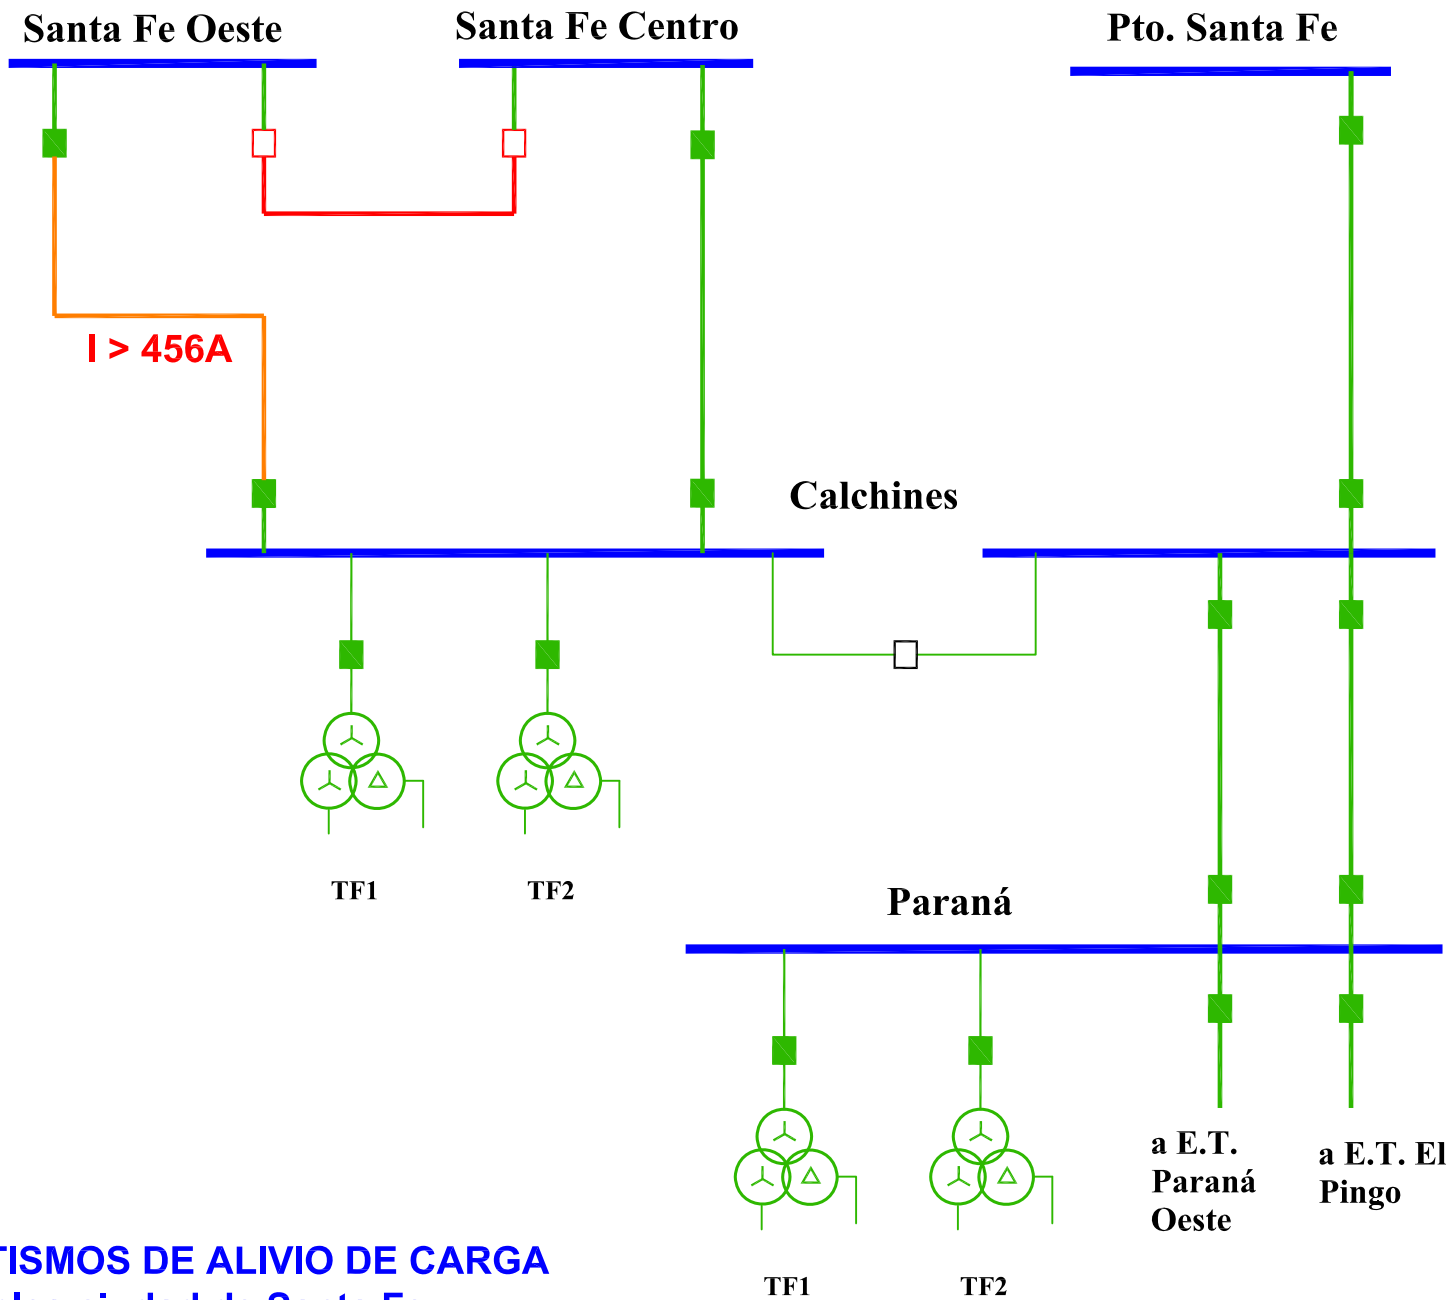 Santa Fe Oeste
Santa Fe Centro
Pto. Santa Fe
I > 456A
Calchines
TF1
TF2
Paraná
a E.T.
Paraná
Oeste
a E.T. El
Pingo
TF1
TF2
TISMOS DE ALIVIO DE CARGA